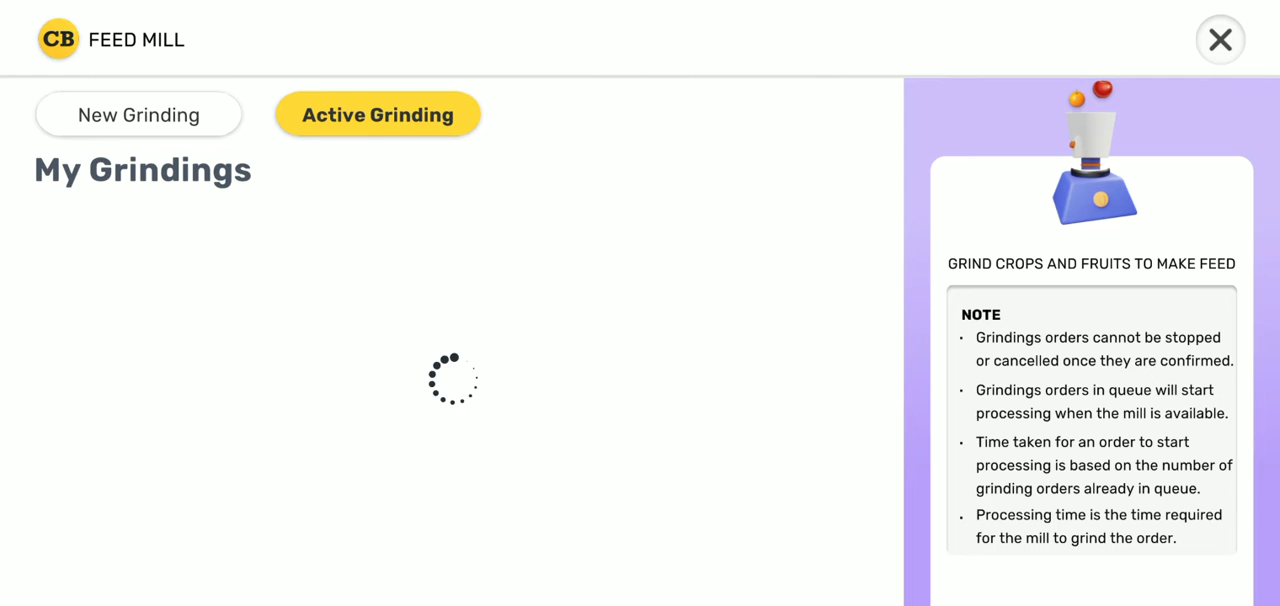 CB FEED MILL
New Grinding
Active Grinding
My Grindings
GRIND CROPS AND FRUITS TO MAKE FEED
NOTE
· Grindings orders cannot be stopped
or cancelled once they are confirmed.
· Grindings orders in queue will start
processing when the mill is available.
· Time taken for an order to start
processing is based on the number of
grinding orders already in queue.
· Processing time is the time required
for the mill to grind the order.